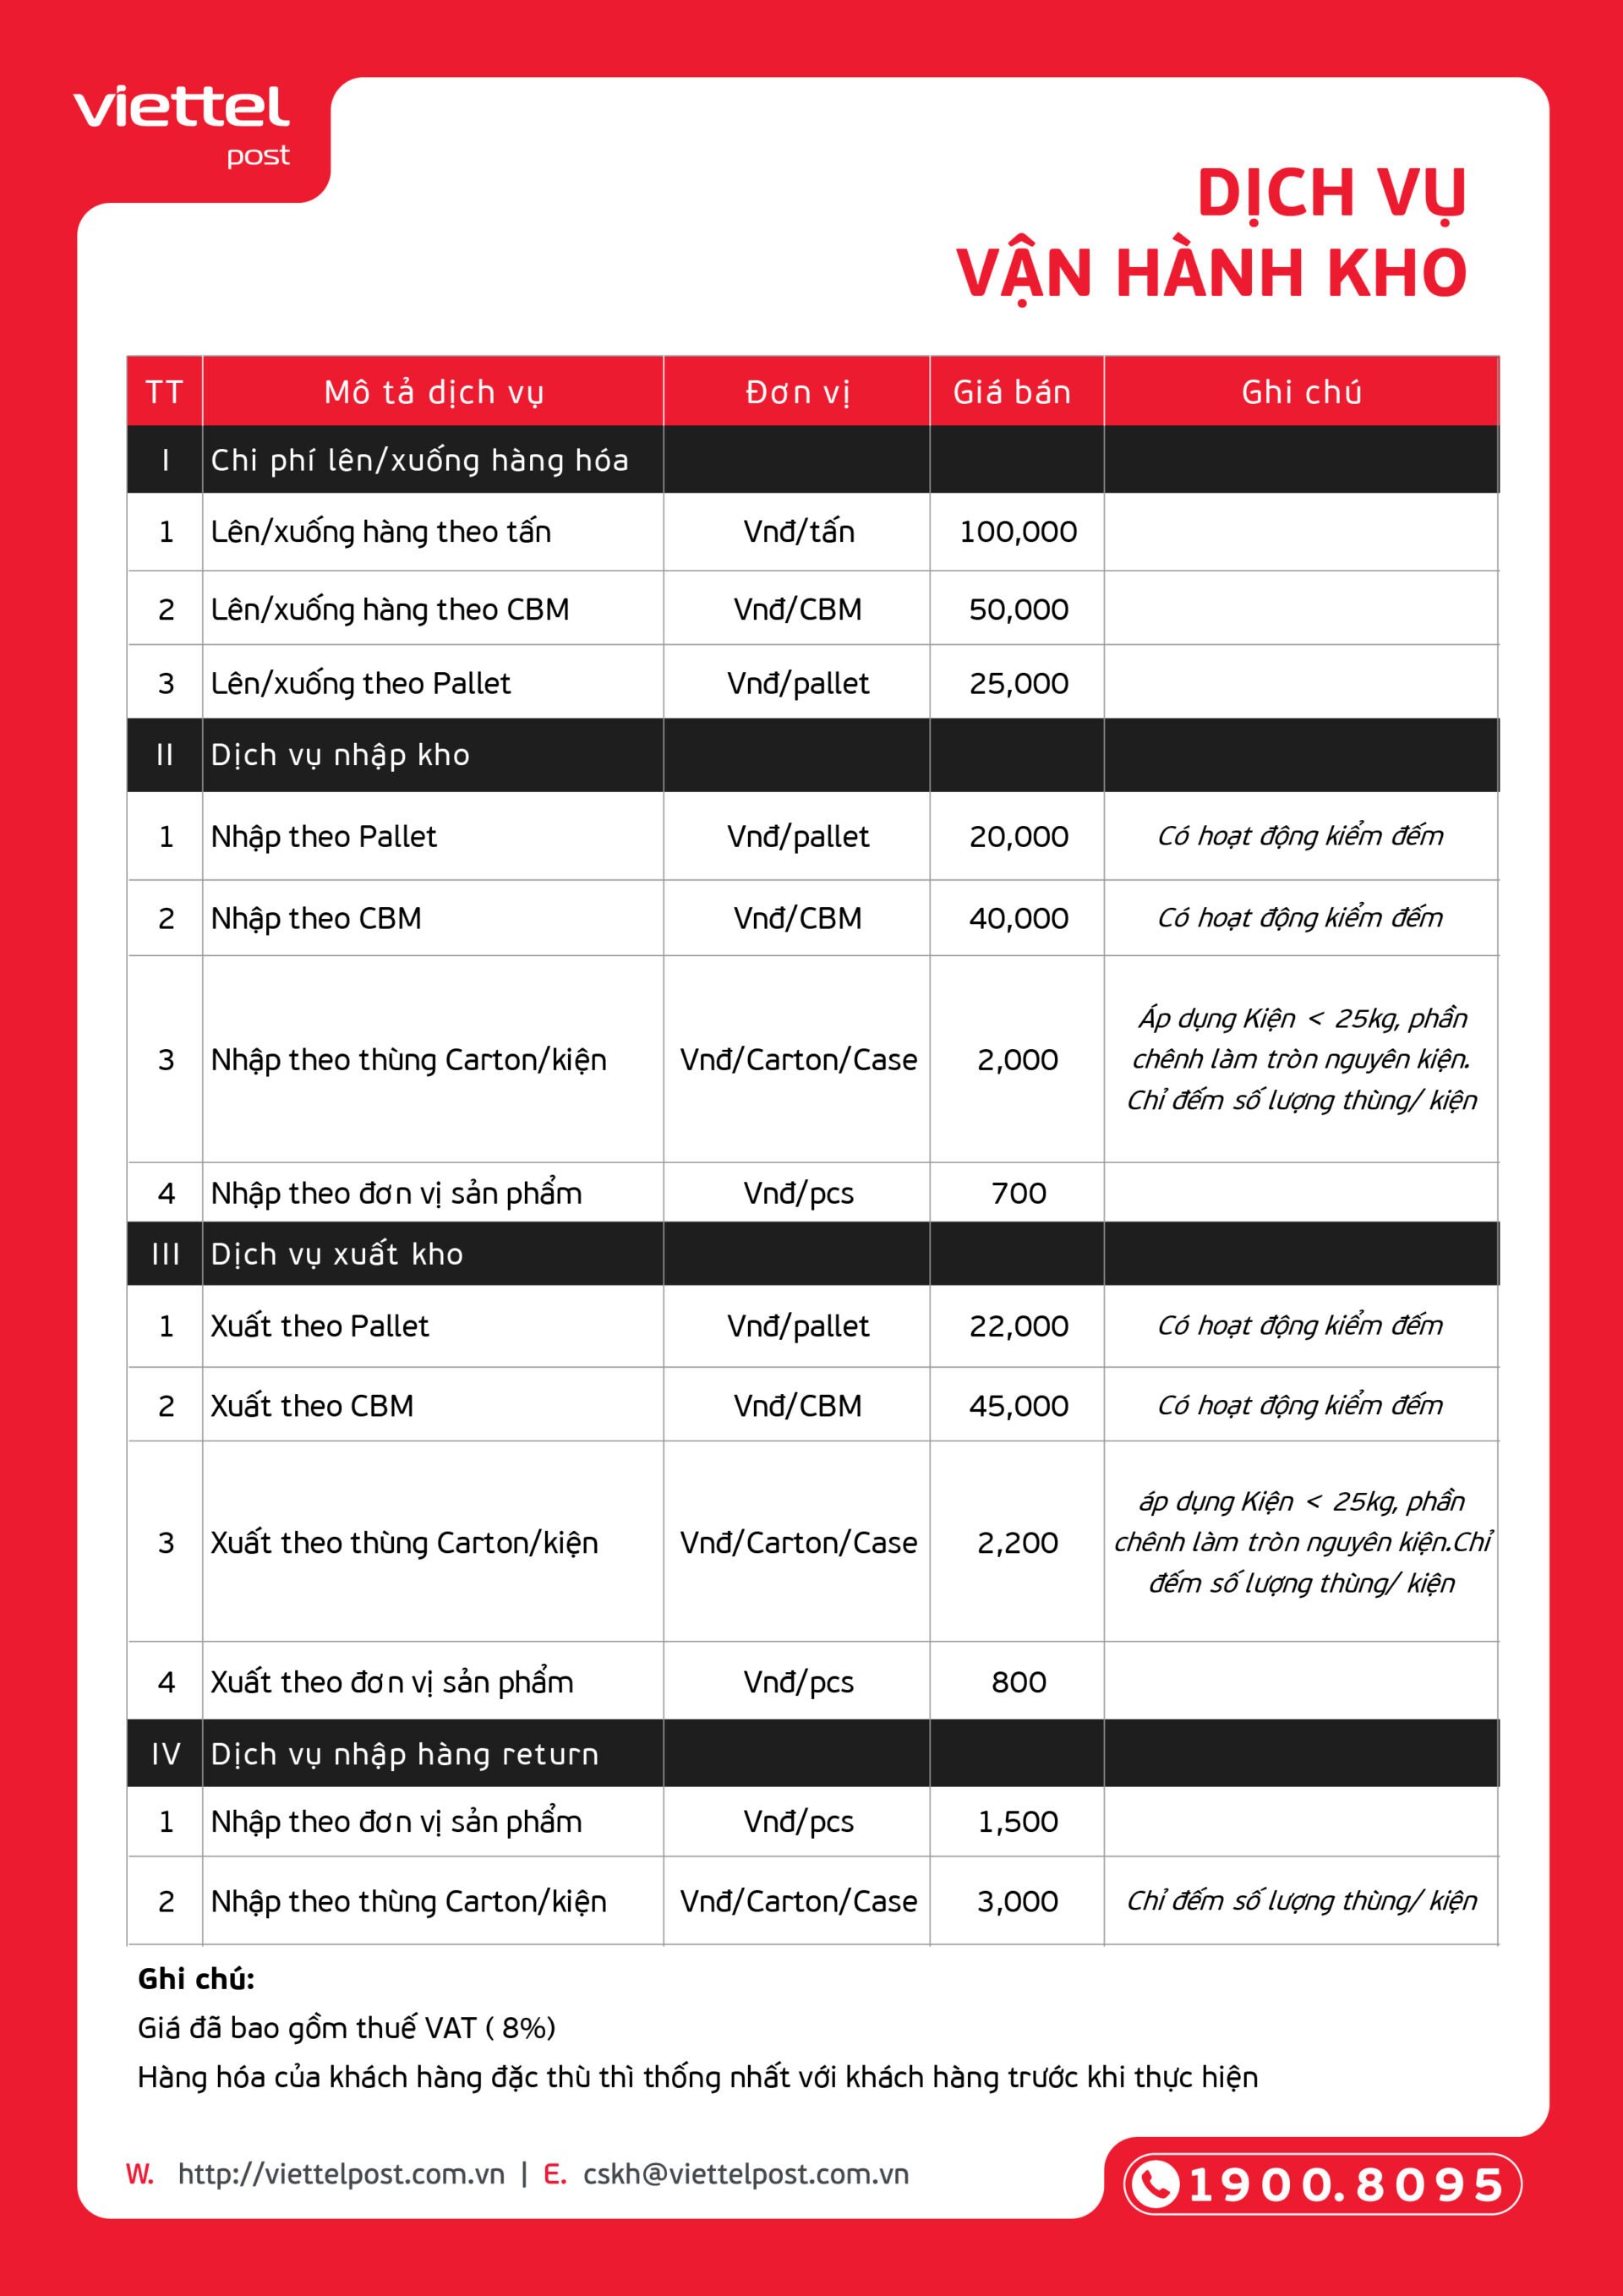 viettel
post
DỊCH VỤ
VẬN HÀNH KHO
TT Mô tả dịch vụ Đơn vị Giá bán Ghi chú
I Chi phí lên/xuống hàng hóa
1 Lên/xuống hàng theo tấn Vnđ/tấn 100,000
2 Lên/xuống hàng theo CBM Vnđ/CBM 50,000
3 Lên/xuống theo Pallet Vnđ/pallet 25,000
II Dịch vụ nhập kho
1 Nhập theo Pallet Vnđ/pallet 20,000 Có hoạt động kiểm đếm
2 Nhập theo CBM Vnđ/CBM 40,000 Có hoạt động kiểm đếm
3 Nhập theo thùng Carton/kiện Vnđ/Carton/Case 2,000 Áp dụng Kiện < 25kg, phần
chênh làm tròn nguyên kiện.
Chỉ đếm số lượng thùng/ kiện
4 Nhập theo đơn vị sản phẩm Vnđ/pcs 700
III Dịch vụ xuất kho
1 Xuất theo Pallet Vnđ/pallet 22,000 Có hoạt động kiểm đếm
2 Xuất theo CBM Vnđ/CBM 45,000 Có hoạt động kiểm đếm
3 Xuất theo thùng Carton/kiện Vnđ/Carton/Case 2,200 áp dụng Kiện < 25kg, phần
chênh làm tròn nguyên kiện.Chỉ
đếm số lượng thùng/ kiện
4 Xuất theo đơn vị sản phẩm Vnđ/pcs 800
IV Dịch vụ nhập hàng return
1 Nhập theo đơn vị sản phẩm Vnđ/pcs 1,500
2 Nhập theo thùng Carton/kiện Vnđ/Carton/Case 3,000 Chỉ đếm số lượng thùng/ kiện
Ghi chú:
Giá đã bao gồm thuế VAT ( 8%)
Hàng hóa của khách hàng đặc thù thì thống nhất với khách hàng trước khi thực hiện
W. http://viettelpost.com.vn | E. cskh@viettelpost.com.vn
1900.8095